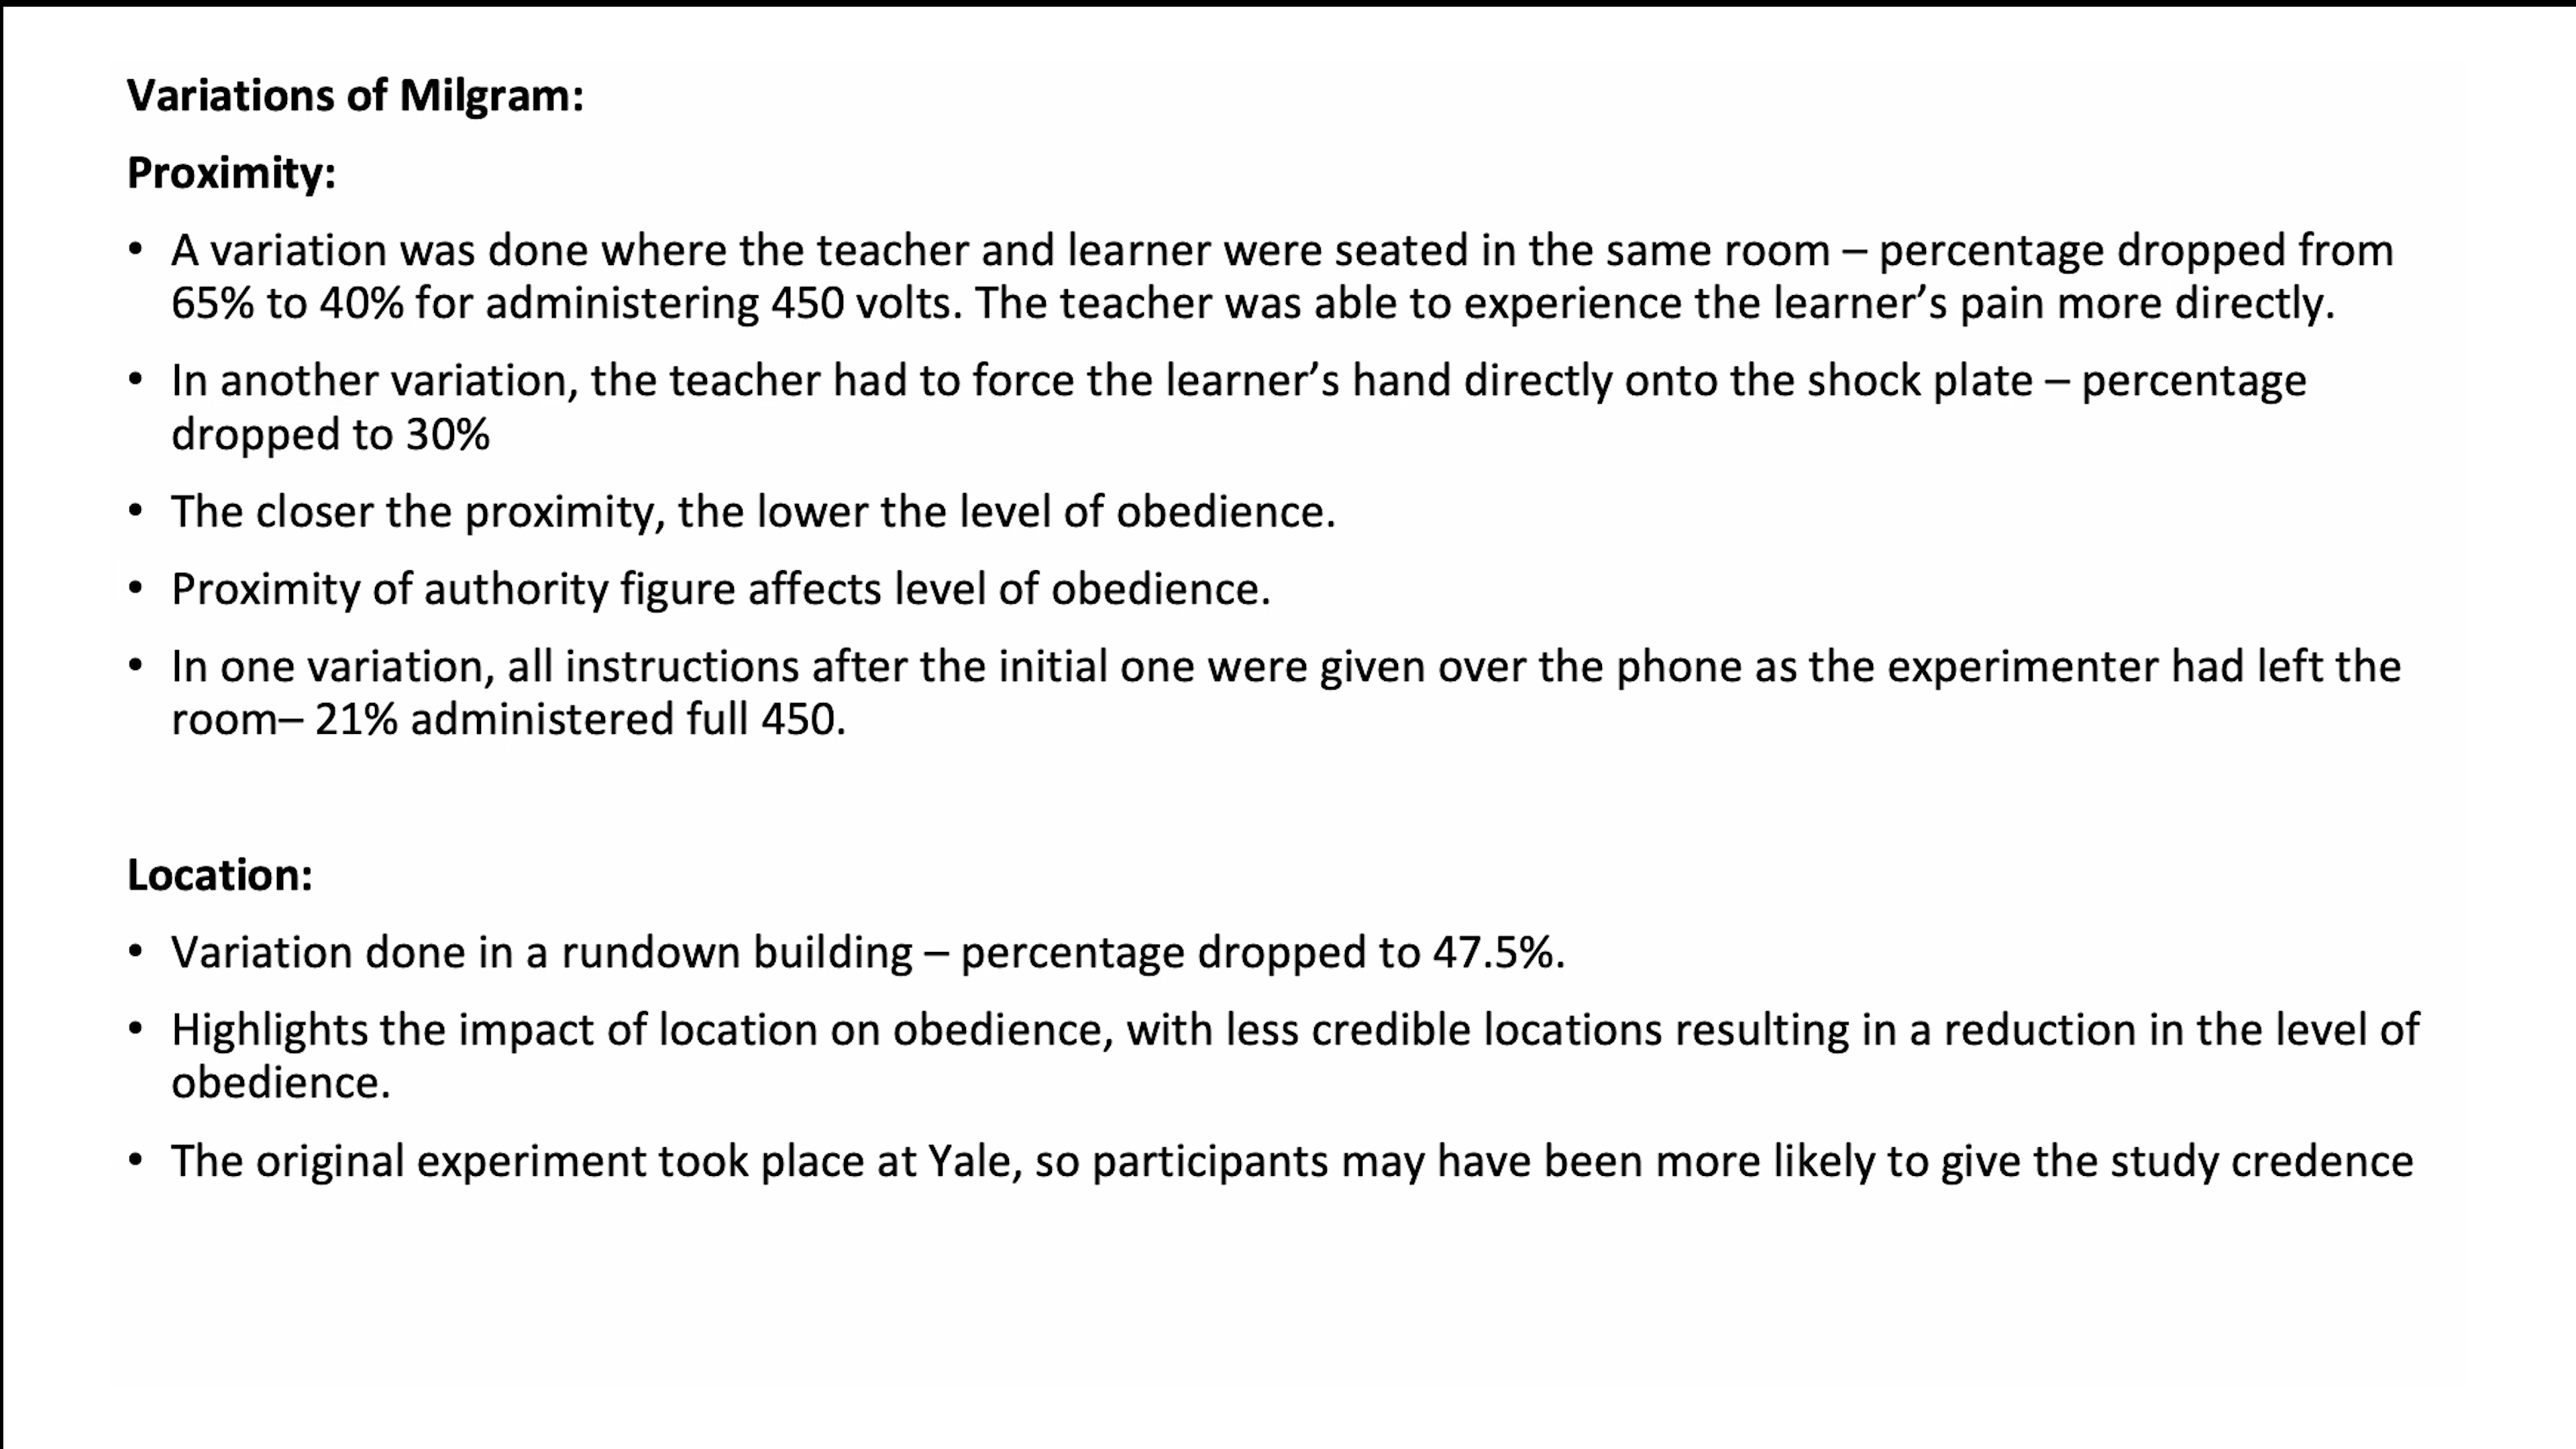 Variations of Milgram:
Proximity:
• A variation was done where the teacher and learner were seated in the same room – percentage dropped from
65% to 40% for administering 450 volts. The teacher was able to experience the learner’s pain more directly.
• In another variation, the teacher had to force the learner’s hand directly onto the shock plate – percentage
dropped to 30%
• The closer the proximity, the lower the level of obedience.
• Proximity of authority figure affects level of obedience.
• In one variation, all instructions after the initial one were given over the phone as the experimenter had left the
room– 21% administered full 450.
Location:
• Variation done in a rundown building – percentage dropped to 47.5%.
• Highlights the impact of location on obedience, with less credible locations resulting in a reduction in the level of
obedience.
• The original experiment took place at Yale, so participants may have been more likely to give the study credence